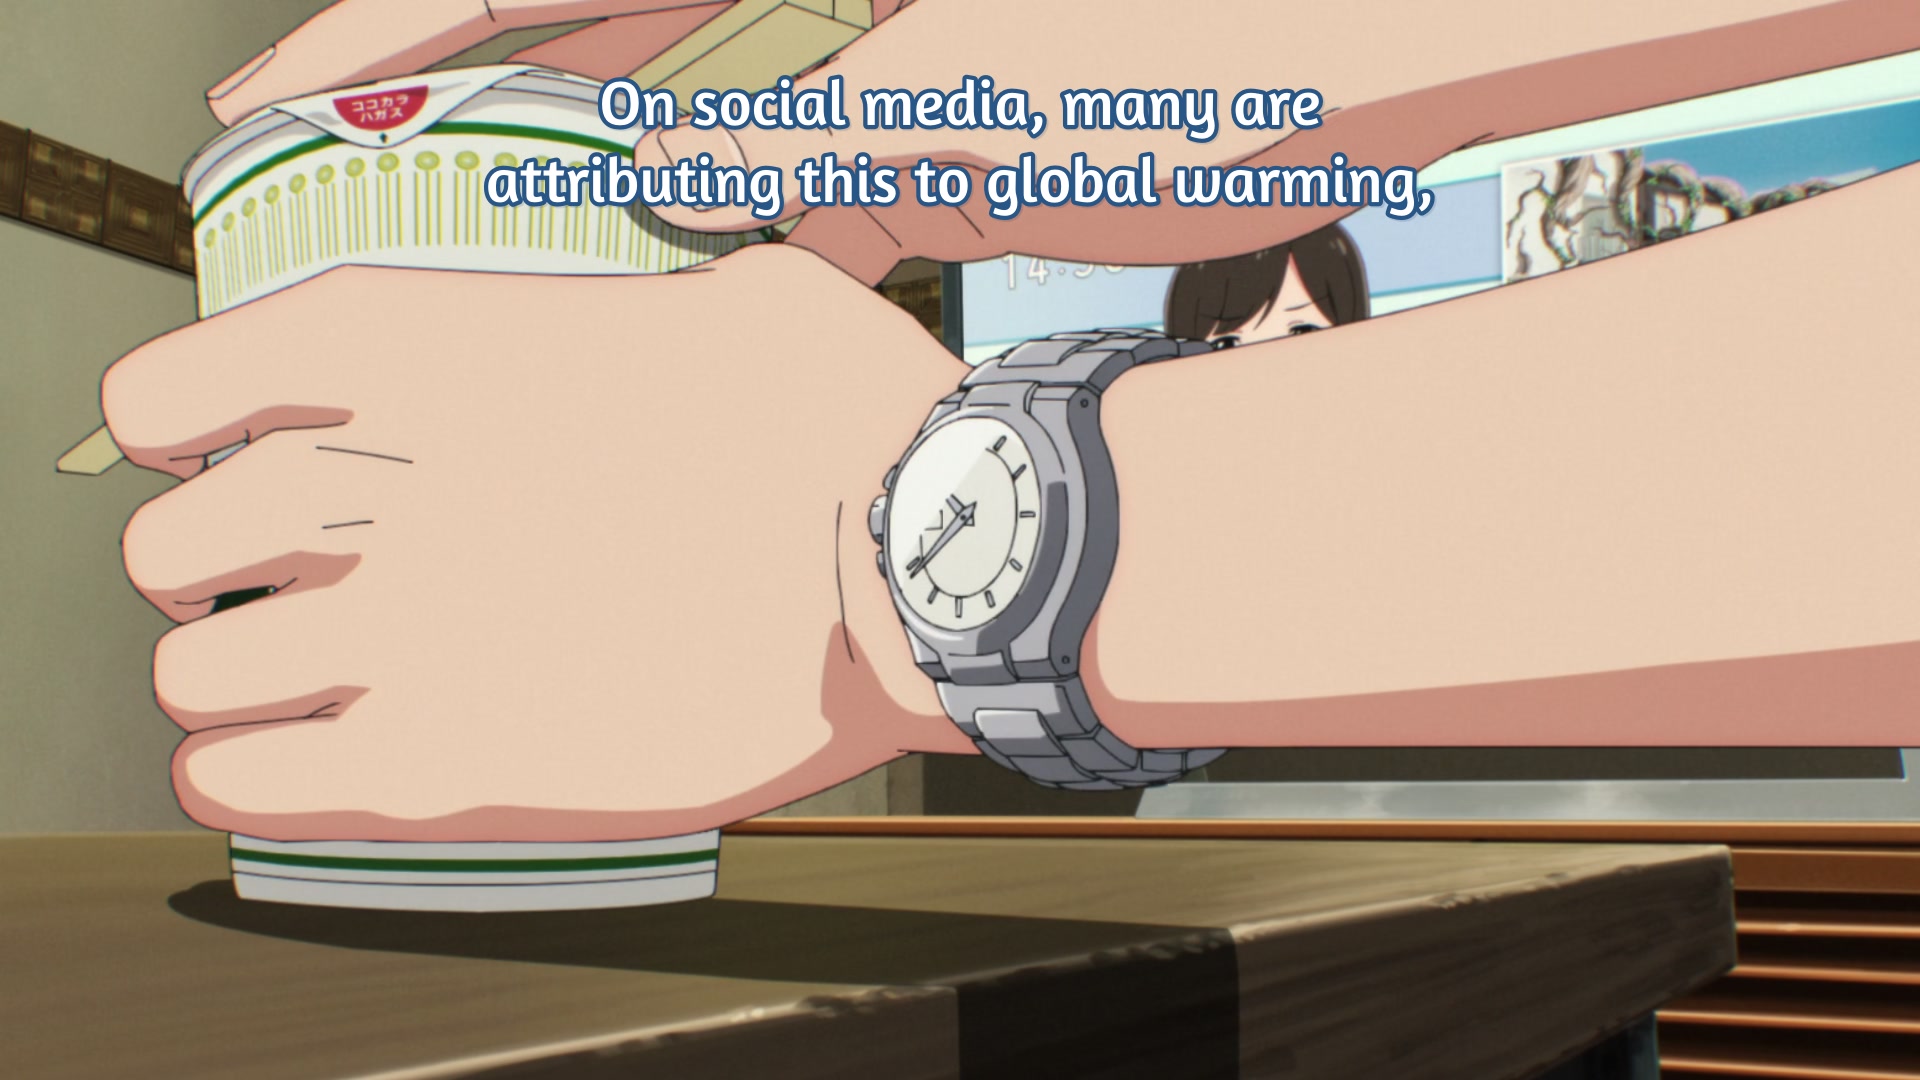 ココカラ
ハガス
On social media, many are
attributing this to global warming,